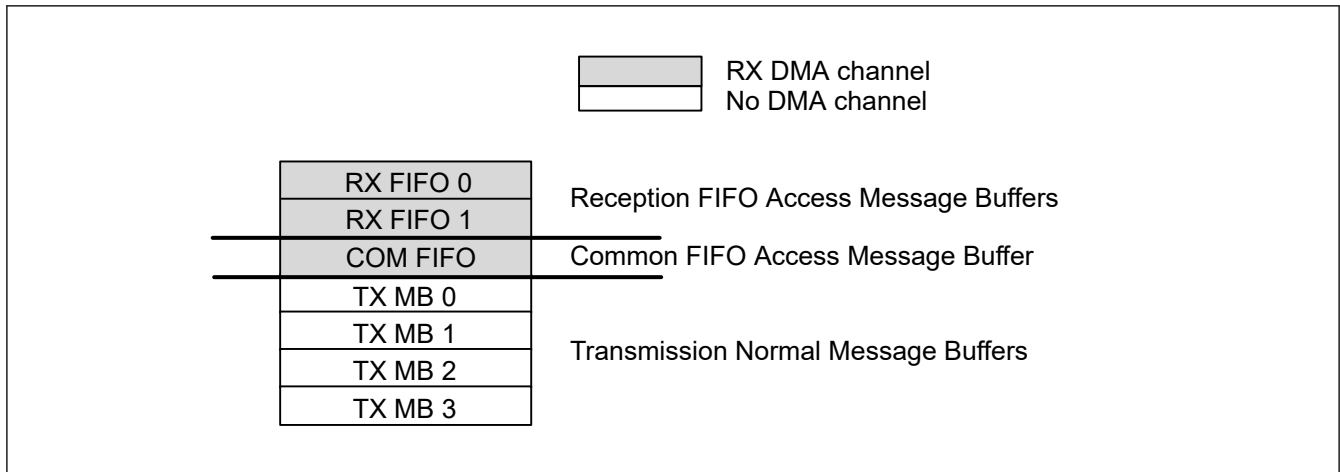 RX DMA channel
No DMA channel
RX FIFO 0
Reception FIFO Access Message Buffers
RX FIFO 1
COM FIFO
Common FIFO Access Message Buffer
TX MB 0
TX MB 1
Transmission Normal Message Buffers
TX MB 2
TX MB 3